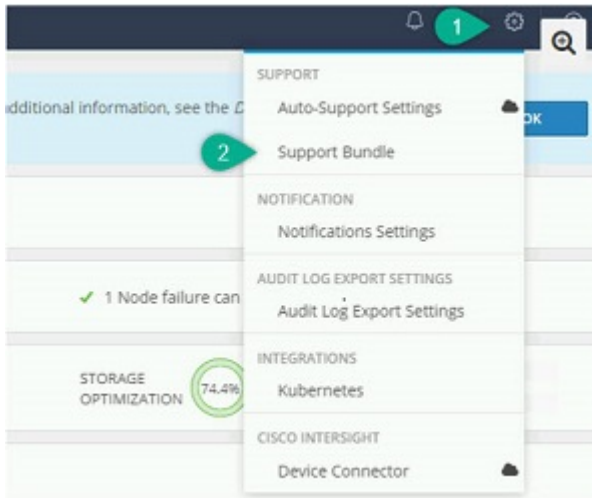 1
SUPPORT
additional information, see the D
Auto-Support Settings
OK
2
Support Bundle
NOTIFICATION
Notifications Settings
AUDIT LOG EXPORT SETTINGS
✓ 1 Node failure can
Audit Log Export Settings
INTEGRATIONS
STORAGE
OPTIMIZATION
74.4%
Kubernetes
CISCO INTERSIGHT
Device Connector